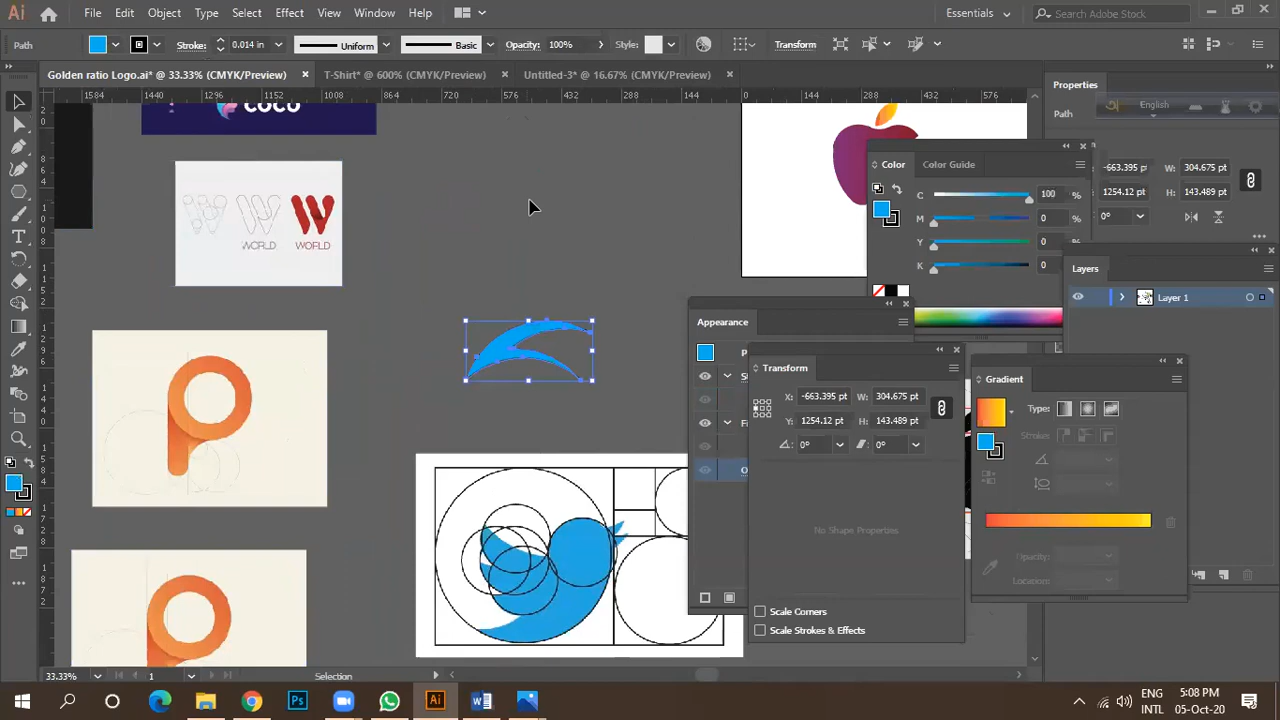 Ai File Edit Object Type Select Effect View Window Help Essentials Search Adobe Stock
Path Stroke: 0.014 in Uniform Basic Opacity: 100% Style: Transform
Golden ratio Logo.ai* @ 33.33% (CMYK/Preview) × T-Shirt* @ 600% (CMYK/Preview) × Untitled-3* @ 16.67% (CMYK/Preview) ×
Properties
English
Path
1584 1440 1296 1152 1008 864 720 576 432 288 144 0 144 288 432 576
COCO
WORLD WORLD
Color Color Guide
C 100 %
M 0 %
Y 0 %
K 0 %
-663.395 pt W: 304.675 pt
1254.12 pt H: 143.489 pt
0°
Layers
Layer 1
Appearance
Transform
X: -663.395 pt W: 304.675 pt
Y: 1254.12 pt H: 143.489 pt
0° 0°
No Shape Properties
Scale Corners
Scale Strokes & Effects
Gradient
Type:
Strokes:
Opacity:
Location:
33.33% 1 Selection
ENG
INTL
5:08 PM
05-Oct-20